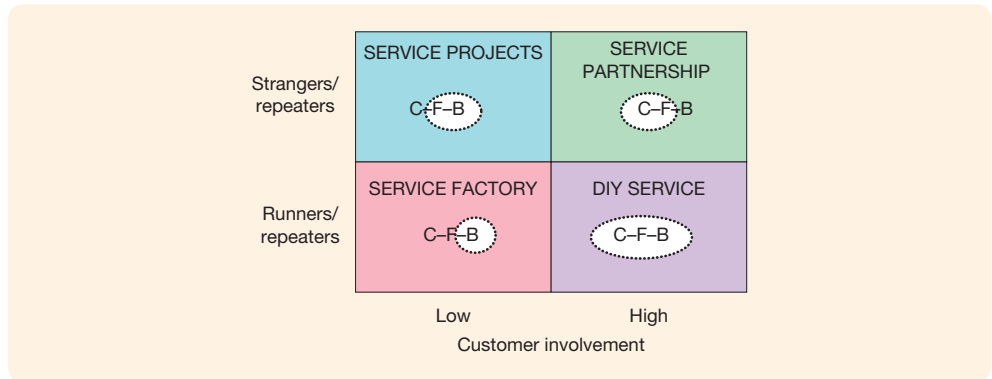 SERVICE PROJECTS
SERVICE
PARTNERSHIP
Strangers/
repeaters
C–F–B
C–F–B
SERVICE FACTORY
DIY SERVICE
Runners/
repeaters
C–F–B
C–F–B
Low
High
Customer involvement